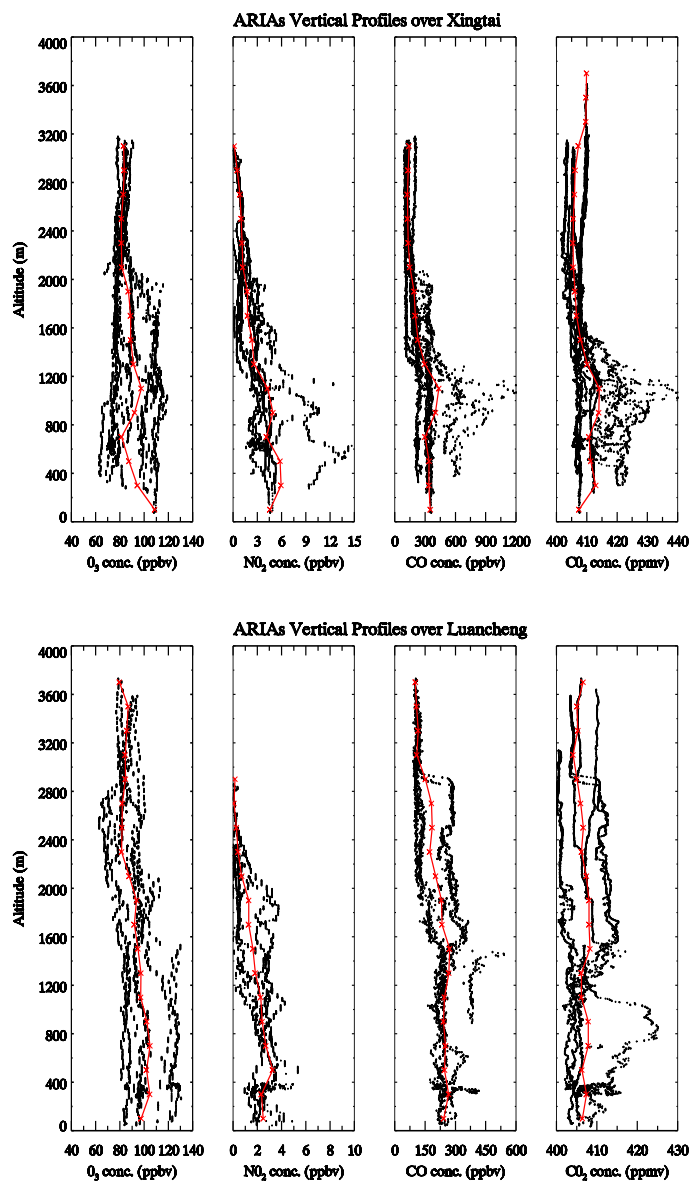 ARIAs Vertical Profiles over Xingtai
4000
3600
3200
2800
2400
2000
1600
1200
800
400
0
Altitude (m)
40 60 80 100 120 140
0 3 6 9 12 15
0 300 600 900 1200
400 410 420 430 440
0₃ conc. (ppbv)
N0₂ conc. (ppbv)
CO conc. (ppbv)
C0₂ conc. (ppmv)
ARIAs Vertical Profiles over Luancheng
4000
3600
3200
2800
2400
2000
1600
1200
800
400
0
Altitude (m)
40 60 80 100 120 130
0 2 4 6 8 10
0 150 300 450 600
400 410 420 430
0₃ conc. (ppbv)
N0₂ conc. (ppbv)
CO conc. (ppbv)
C0₂ conc. (ppmv)